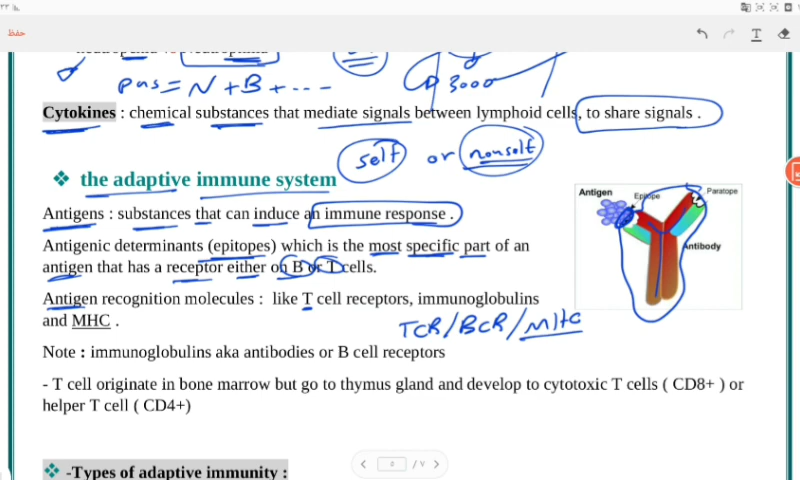 حفظ
T
pus = N + B + ...
3000
Cytokines : chemical substances that mediate signals between lymphoid cells, to share signals .
self or nonself
❖ the adaptive immune system
Antigens : substances that can induce an immune response .
Antigenic determinants (epitopes) which is the most specific part of an
antigen that has a receptor either on B or T cells.
Antigen
Epitope
Paratope
Antibody
Antigen recognition molecules : like T cell receptors, immunoglobulins
and MHC .
TCR/BCR/MHC
Note : immunoglobulins aka antibodies or B cell receptors
- T cell originate in bone marrow but go to thymus gland and develop to cytotoxic T cells ( CD8+ ) or
helper T cell ( CD4+)
❖ -Types of adaptive immunity :
/ ٧